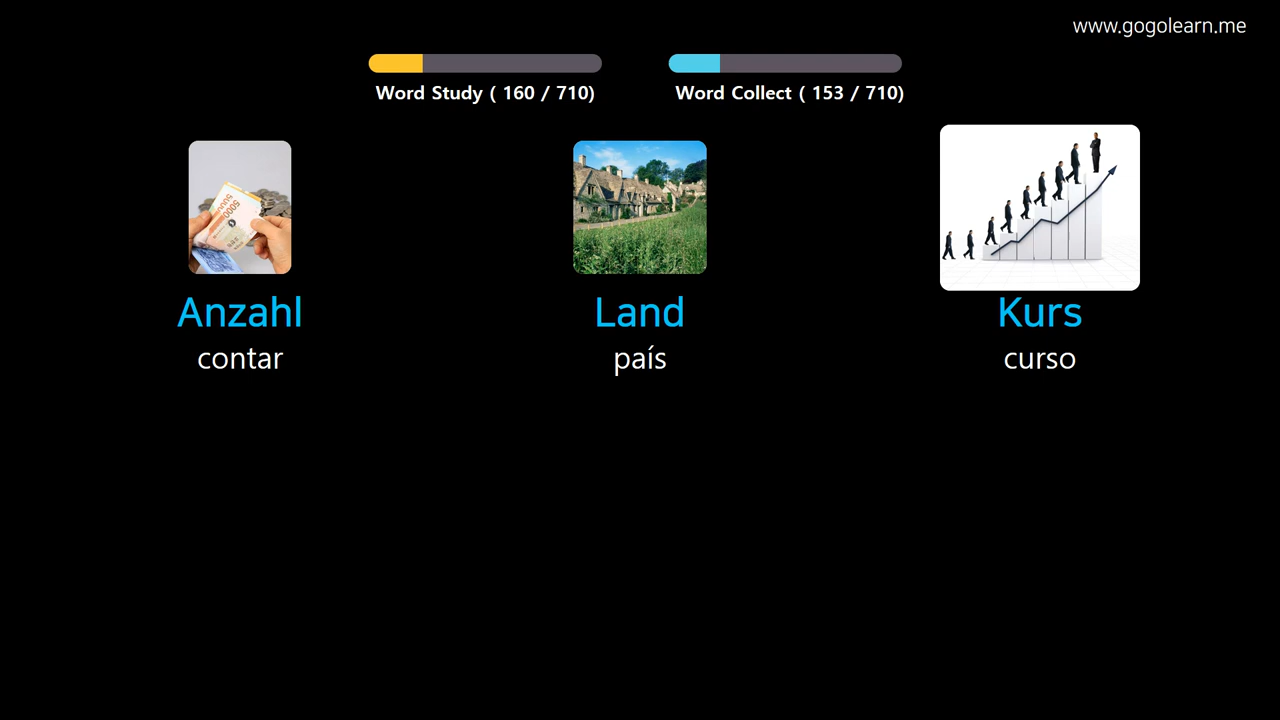 www.gogolearn.me
Word Study ( 160 / 710)
Word Collect ( 153 / 710)
Anzahl
contar
Land
país
Kurs
curso